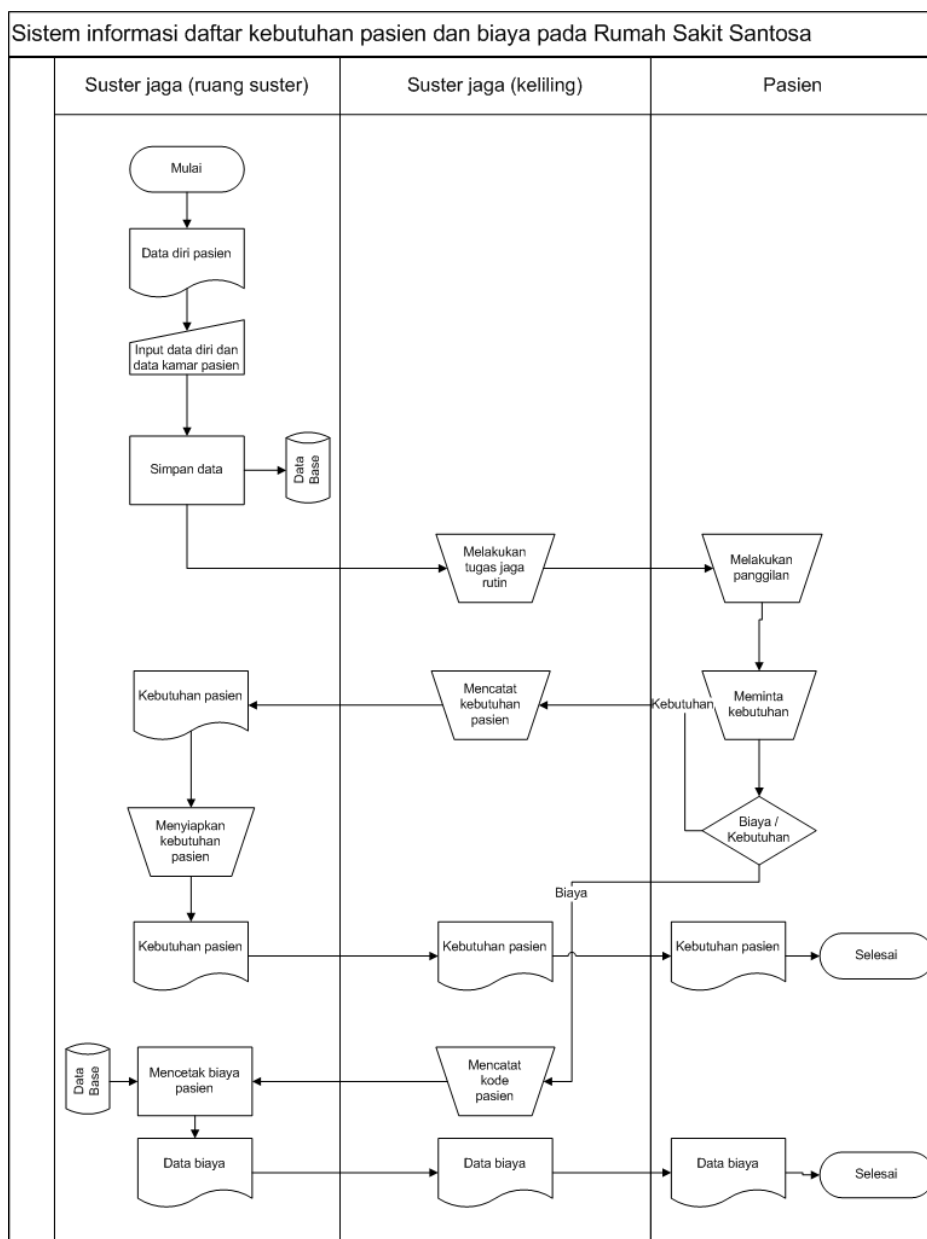 Sistem informasi daftar kebutuhan pasien dan biaya pada Rumah Sakit Santosa
Suster jaga (ruang suster)
Suster jaga (keliling)
Pasien
Mulai
Data diri pasien
Input data diri dan
data kamar pasien
Simpan data
Data
Base
Melakukan
tugas jaga
rutin
Melakukan
panggilan
Kebutuhan pasien
Mencatat
kebutuhan
pasien
Kebutuhan
Meminta
kebutuhan
Menyiapkan
kebutuhan
pasien
Biaya /
Kebutuhan
Biaya
Kebutuhan pasien
Kebutuhan pasien
Kebutuhan pasien
Selesai
Data
Base
Mencetak biaya
pasien
Mencatat
kode
pasien
Data biaya
Data biaya
Data biaya
Selesai